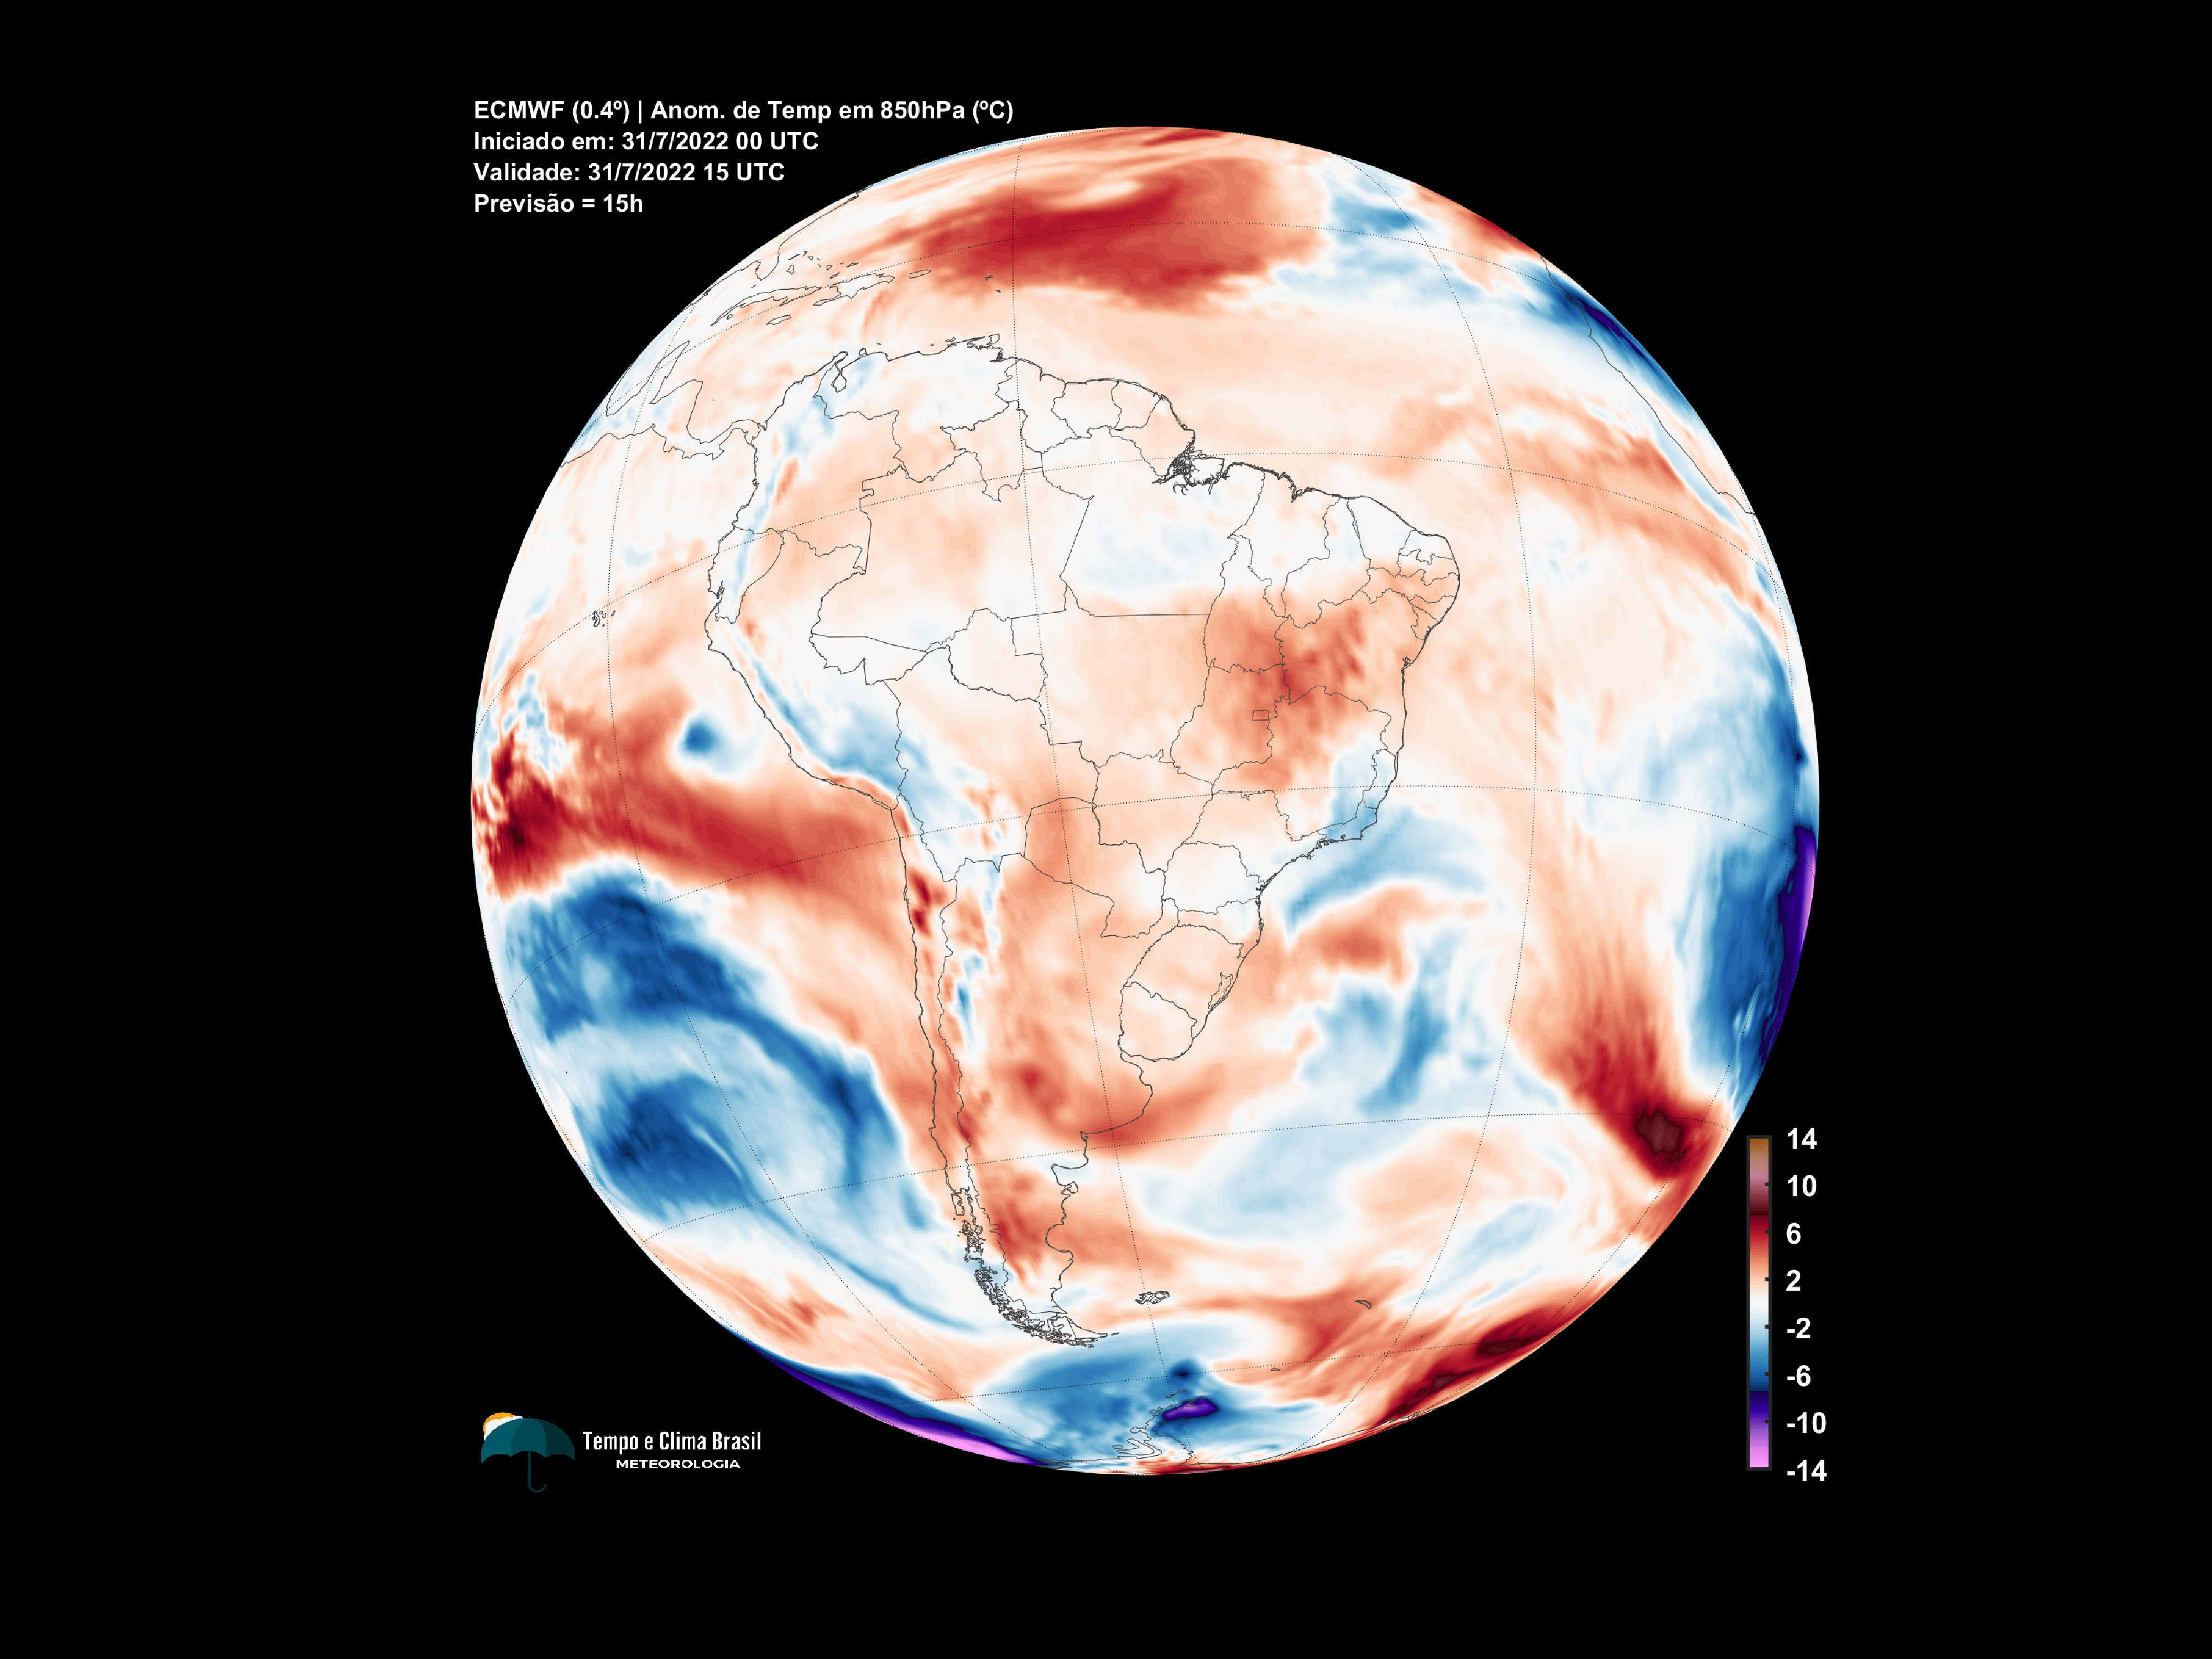 ECMWF (0.4º) | Anom. de Temp em 850hPa (ºC)
Iniciado em: 31/7/2022 00 UTC
Validade: 31/7/2022 15 UTC
Previsão = 15h
14
10
6
2
-2
-6
-10
-14
Tempo e Clima Brasil
METEOROLOGIA